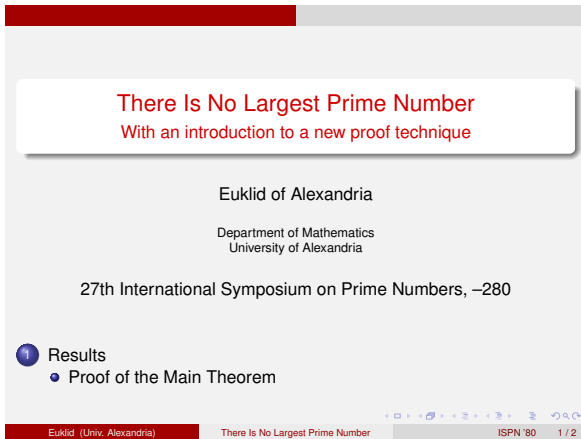 There Is No Largest Prime Number
With an introduction to a new proof technique
Euklid of Alexandria
Department of Mathematics
University of Alexandria
27th International Symposium on Prime Numbers, –280
1 Results
Proof of the Main Theorem
Euklid (Univ. Alexandria) There Is No Largest Prime Number ISPN '80 1 / 2